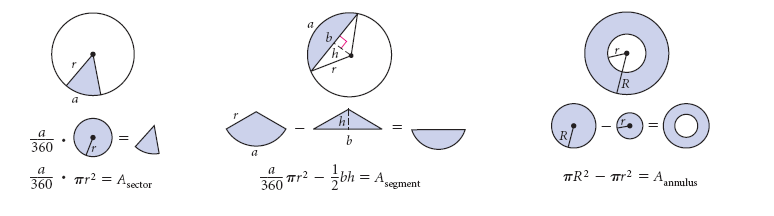 r
a
a/360 · r =
a/360 · πr² = A_sector
a
b
h
r
r
a
−
h
b
=
a/360 πr² − 1/2 bh = A_segment
r
R
R − r =
πR² − πr² = A_annulus